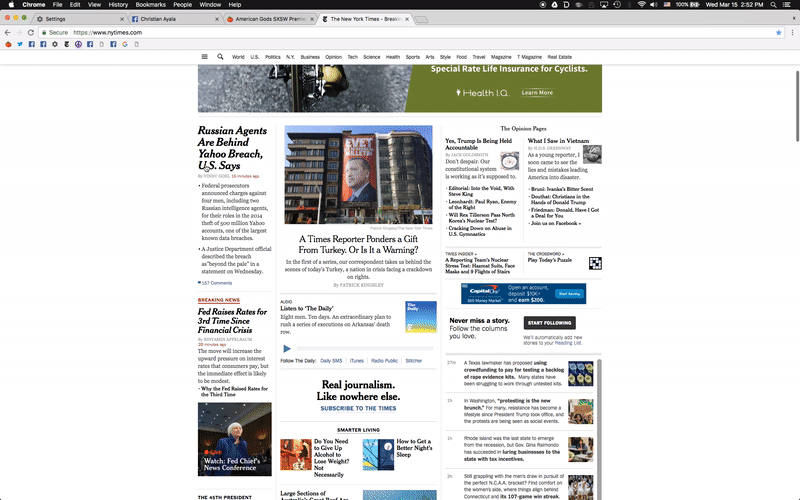 Chrome File Edit View History Bookmarks People Window Help
100% Wed Mar 15 2:52 PM
Settings
Christian Ayala
American Gods SXSW Premie
The New York Times - Breakin
Secure https://www.nytimes.com
World U.S. Politics N.Y. Business Opinion Tech Science Health Sports Arts Style Food Travel Magazine T Magazine Real Estate
Special Rate Life Insurance for Cyclists.
Health I.Q. Learn More
Russian Agents
Are Behind
Yahoo Breach,
U.S. Says
By VINDU GOEL 16 minutes ago
• Federal prosecutors
announced charges against
four men, including two
Russian intelligence agents,
for their roles in the 2014
theft of 500 million Yahoo
accounts, one of the largest
known data breaches.
• A Justice Department official
described the breach
as "beyond the pale" in a
statement on Wednesday.
157 Comments
BREAKING NEWS
Fed Raises Rates for
3rd Time Since
Financial Crisis
By BINYAMIN APPELBAUM
20 minutes ago
The move will increase the
upward pressure on interest
rates that consumers pay, but
the immediate effect is likely
to be modest.
• Why the Fed Raised Rates for
the Third Time
LIVE
Watch: Fed Chief's
News Conference
THE 45TH PRESIDENT
EVET
Patrick Kingsley/The New York Times
A Times Reporter Ponders a Gift
From Turkey. Or Is It a Warning?
In the first of a series, our correspondent takes us behind the
scenes of today's Turkey, a nation in crisis facing a crackdown
on rights.
By PATRICK KINGSLEY
AUDIO
Listen to 'The Daily'
Eight men. Ten days. An extraordinary plan to
rush a series of executions on Arkansas' death
row.
The
Daily
Follow The Daily: Daily SMS | iTunes | Radio Public | Stitcher
Real journalism.
Like nowhere else.
SUBSCRIBE TO THE TIMES
SMARTER LIVING
Do You Need
to Give Up
Alcohol to
Lose Weight?
Not
Necessarily
How to Get a
Better Night's
Sleep
Large Sections of
The Opinion Pages
Yes, Trump Is Being Held
Accountable
By JACK GOLDSMITH
Don't despair. Our
constitutional system
is working as it's supposed to.
• Editorial: Into the Void, With
Steve King
• Leonhardt: Paul Ryan, Enemy
of the Right
• Will Rex Tillerson Pass North
Korea's Nuclear Test?
• Cracking Down on Abuse in
U.S. Gymnastics
What I Saw in Vietnam
By H.D.S. GREENWAY
As a young reporter, I
soon came to see the
lies and mistakes leading
America into disaster.
• Bruni: Ivanka's Bitter Scent
• Douthat: Christians in the
Hands of Donald Trump
• Friedman: Donald, Have I Got
a Deal for You
• Join us on Facebook »
TIMES INSIDER »
A Reporting Team's Nuclear
Stress Test: Hazmat Suits, Face
Masks and 9 Flights of Stairs
THE CROSSWORD »
Play Today's Puzzle
Capital One
360 Money Market
Open an account,
deposit $10K+
and earn $200.
Start Saving
Never miss a story.
Follow the columns
you love.
START FOLLOWING
We'll automatically add new
stories to your Reading List.
27m
A Texas lawmaker has proposed using
crowdfunding to pay for testing a backlog
of rape evidence kits. Many states have
been struggling to work through untested kits.
1h
In Washington, "protesting is the new
brunch." For many, resistance has become a
lifestyle since President Trump took office, and
the protests are being seen as social events.
1h
Rhode Island was the last state to emerge
from the recession, but Gov. Gina Raimondo
has succeeded in luring businesses to the
state with tax incentives.
2h
Still grappling with the men's draw in pursuit of
the perfect N.C.A.A. bracket? Find comfort on
the women's side, where things align behind
Connecticut and its 107-game win streak.